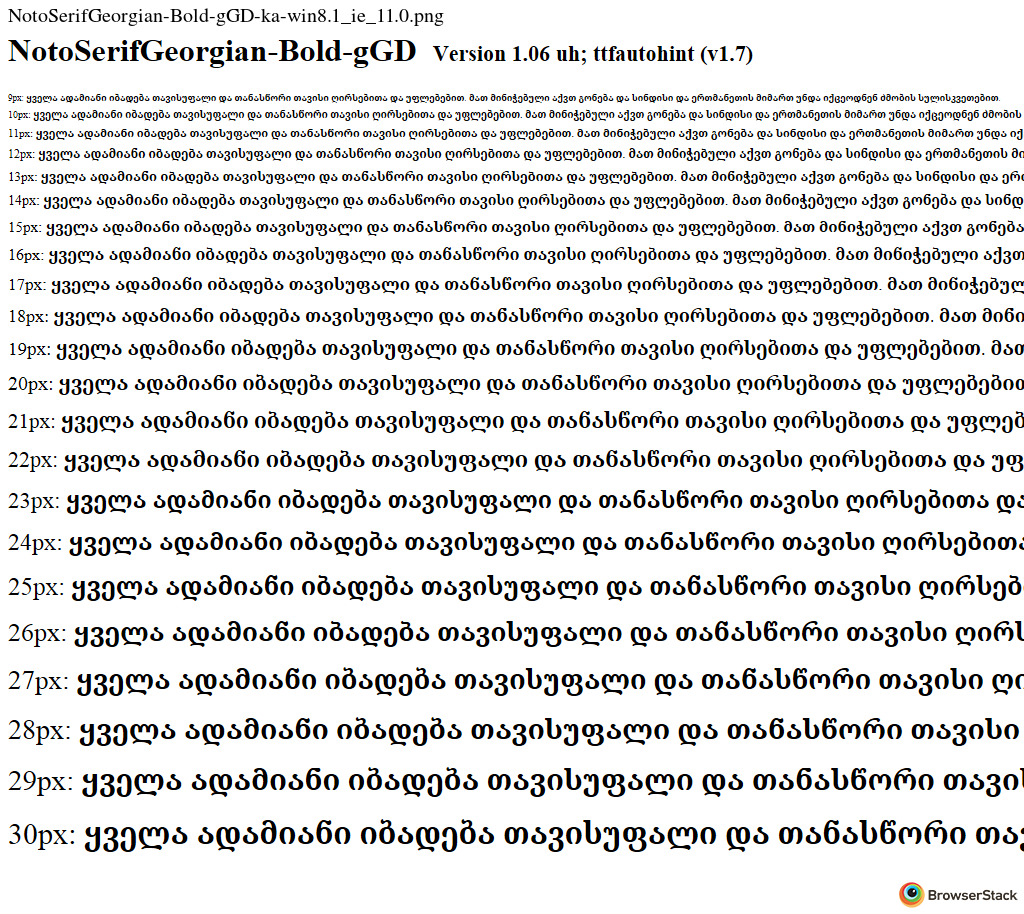 NotoSerifGeorgian-Bold-gGD-ka-win8.1_ie_11.0.png
NotoSerifGeorgian-Bold-gGD Version 1.06 uh; ttfautohint (v1.7)
9px: ყველა ადამიანი იბადება თავისუფალი და თანასწორი თავისი ღირსებითა და უფლებებით. მათ მინიჭებული აქვთ გონება და სინდისი და ერთმანეთის მიმართ უნდა იქცეოდნენ ძმობის სულისკვეთებით.
10px: ყველა ადამიანი იბადება თავისუფალი და თანასწორი თავისი ღირსებითა და უფლებებით. მათ მინიჭებული აქვთ გონება და სინდისი და ერთმანეთის მიმართ უნდა იქცეოდნენ ძმობის
11px: ყველა ადამიანი იბადება თავისუფალი და თანასწორი თავისი ღირსებითა და უფლებებით. მათ მინიჭებული აქვთ გონება და სინდისი და ერთმანეთის მიმართ უნდა იქ
12px: ყველა ადამიანი იბადება თავისუფალი და თანასწორი თავისი ღირსებითა და უფლებებით. მათ მინიჭებული აქვთ გონება და სინდისი და ერთმანეთის მი
13px: ყველა ადამიანი იბადება თავისუფალი და თანასწორი თავისი ღირსებითა და უფლებებით. მათ მინიჭებული აქვთ გონება და სინდისი და ერ
14px: ყველა ადამიანი იბადება თავისუფალი და თანასწორი თავისი ღირსებითა და უფლებებით. მათ მინიჭებული აქვთ გონება და სინდ
15px: ყველა ადამიანი იბადება თავისუფალი და თანასწორი თავისი ღირსებითა და უფლებებით. მათ მინიჭებული აქვთ გონება
16px: ყველა ადამიანი იბადება თავისუფალი და თანასწორი თავისი ღირსებითა და უფლებებით. მათ მინიჭებული აქვთ
17px: ყველა ადამიანი იბადება თავისუფალი და თანასწორი თავისი ღირსებითა და უფლებებით. მათ მინიჭებულ
18px: ყველა ადამიანი იბადება თავისუფალი და თანასწორი თავისი ღირსებითა და უფლებებით. მათ მინი
19px: ყველა ადამიანი იბადება თავისუფალი და თანასწორი თავისი ღირსებითა და უფლებებით. მათ
20px: ყველა ადამიანი იბადება თავისუფალი და თანასწორი თავისი ღირსებითა და უფლებებით
21px: ყველა ადამიანი იბადება თავისუფალი და თანასწორი თავისი ღირსებითა და უფლებ
22px: ყველა ადამიანი იბადება თავისუფალი და თანასწორი თავისი ღირსებითა და უფ
23px: ყველა ადამიანი იბადება თავისუფალი და თანასწორი თავისი ღირსებითა და
24px: ყველა ადამიანი იბადება თავისუფალი და თანასწორი თავისი ღირსებითა
25px: ყველა ადამიანი იბადება თავისუფალი და თანასწორი თავისი ღირსებ
26px: ყველა ადამიანი იბადება თავისუფალი და თანასწორი თავისი ღირს
27px: ყველა ადამიანი იბადება თავისუფალი და თანასწორი თავისი ღი
28px: ყველა ადამიანი იბადება თავისუფალი და თანასწორი თავისი
29px: ყველა ადამიანი იბადება თავისუფალი და თანასწორი თავის
30px: ყველა ადამიანი იბადება თავისუფალი და თანასწორი თავ
BrowserStack